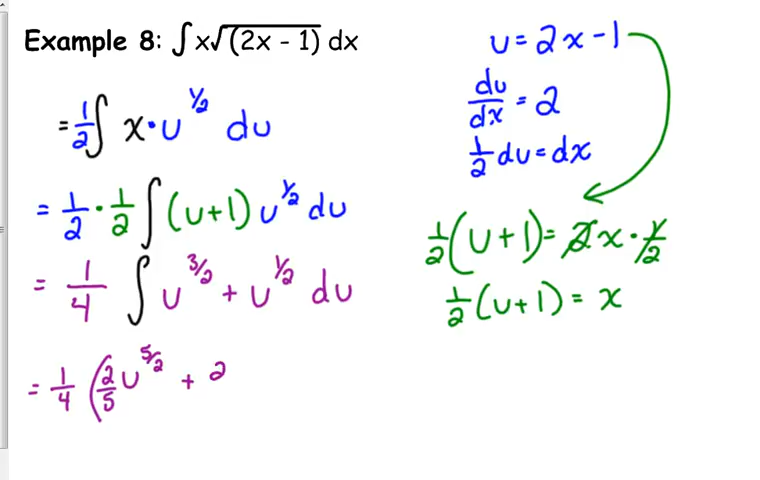 Example 8: ∫ x√(2x - 1) dx
= 1/2 ∫ x · u^1/2 du
= 1/2 · 1/2 ∫ (u+1) u^1/2 du
= 1/4 ∫ u^3/2 + u^1/2 du
= 1/4 (2/5 u^5/2 + 2
u = 2x - 1
du/dx = 2
1/2 du = dx
1/2 (u + 1) = 2x · 1/2
1/2 (u + 1) = x